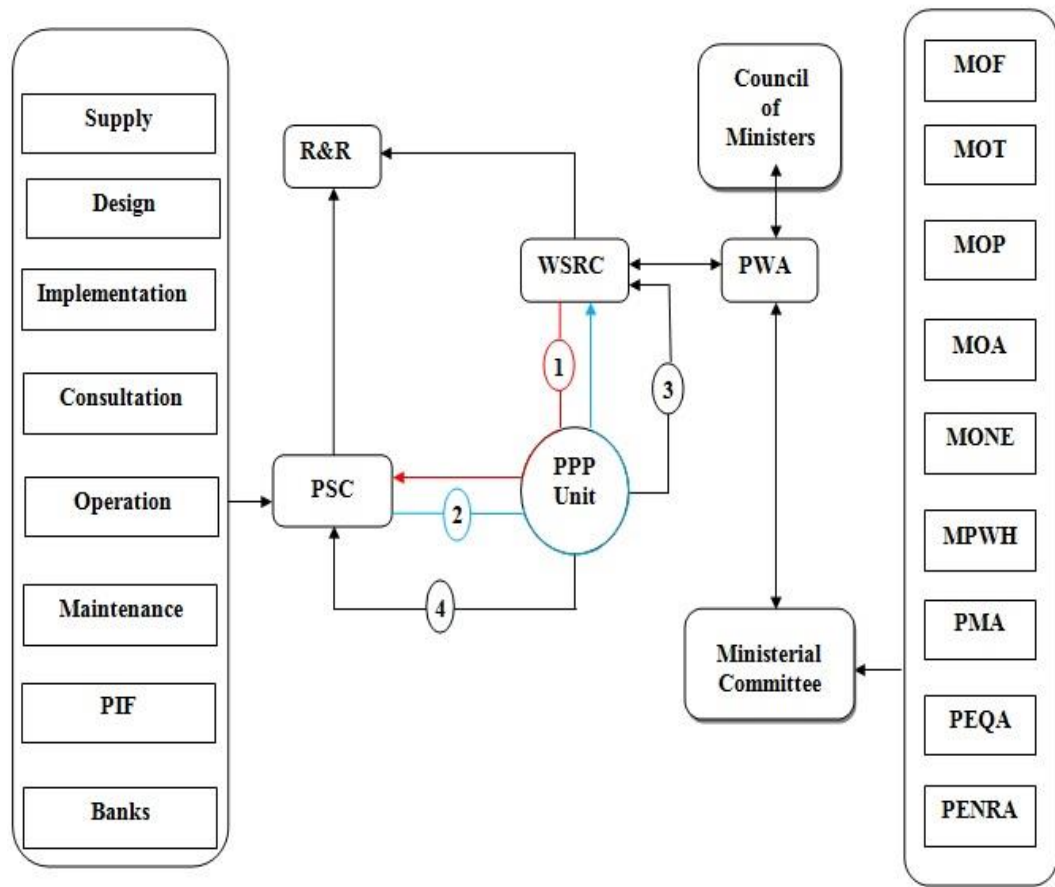 Supply
Design
Implementation
Consultation
Operation
Maintenance
PIF
Banks
R&R
PSC
WSRC
1
2
3
4
PPP
Unit
Council
of
Ministers
PWA
Ministerial
Committee
MOF
MOT
MOP
MOA
MONE
MPWH
PMA
PEQA
PENRA